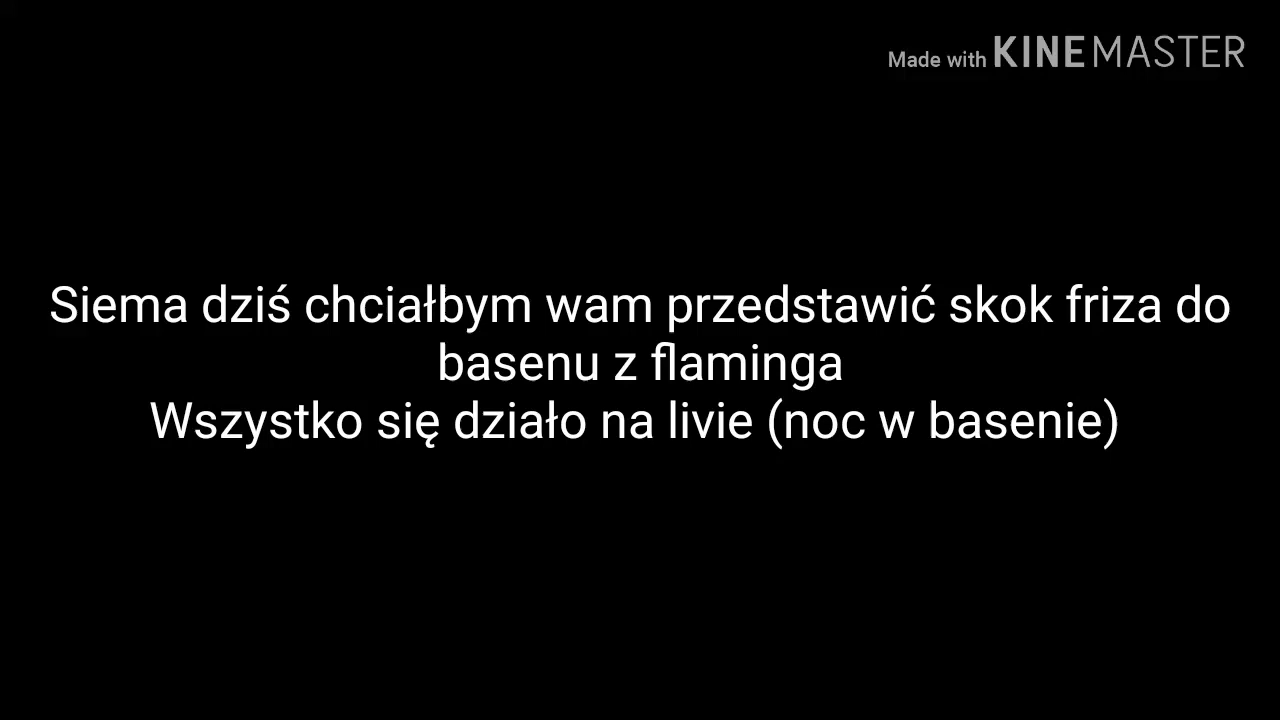 Made with KINEMASTER
Siema dziś chciałbym wam przedstawić skok friza do
basenu z flaminga
Wszystko się działo na livie (noc w basenie)